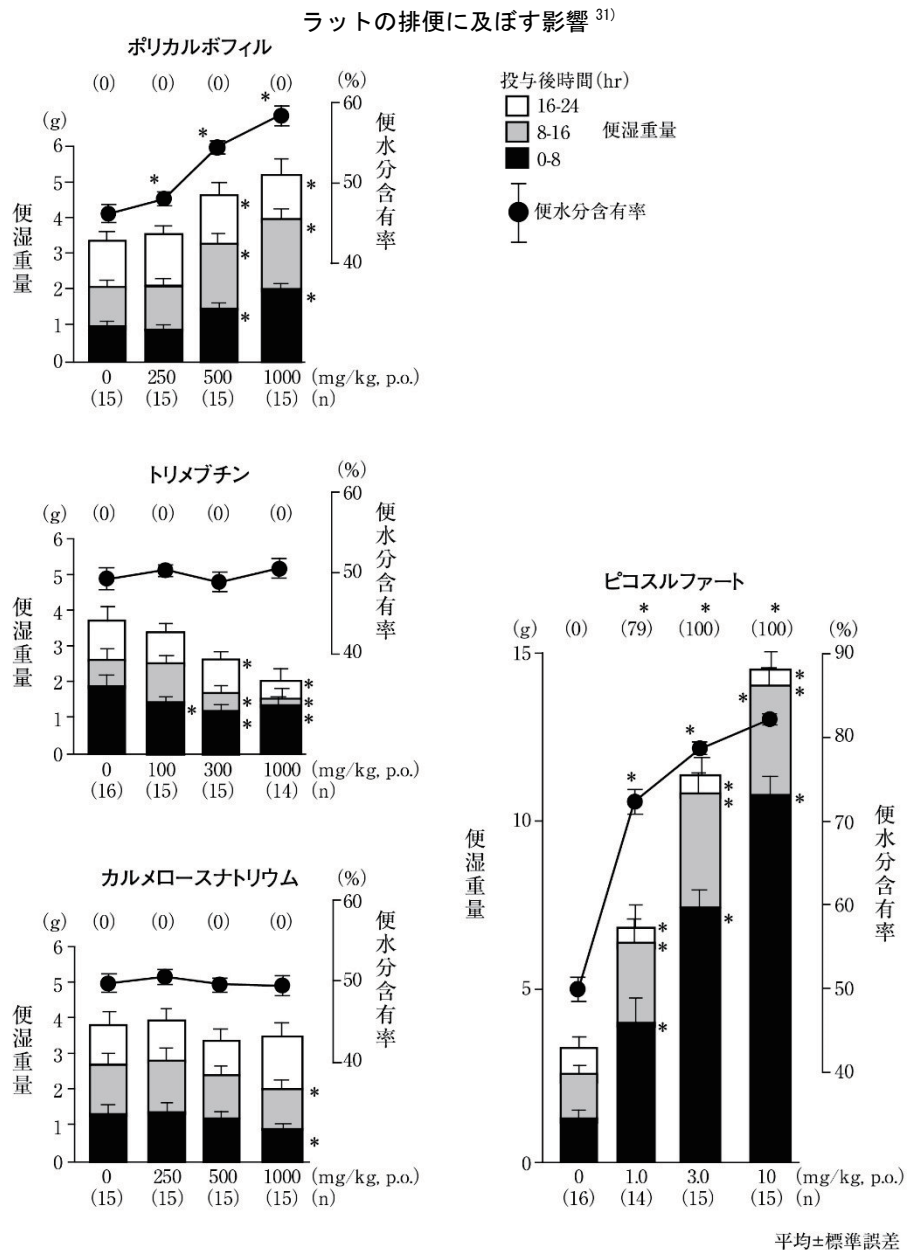 ラットの排便に及ぼす影響 31)
ポリカルボフィル
(0) (0) (0) (0) (%)
(g)
60
50
40
便水分含有率
6
5
4
3
2
1
0
便湿重量
0 250 500 1000 (mg/kg, p.o.)
(15) (15) (15) (15) (n)
* * *
* * *
* * *
投与後時間(hr)
16-24
8-16 便湿重量
0-8
便水分含有率
トリメブチン
(%)
(g) (0) (0) (0) (0)
60
50
40
便水分含有率
6
5
4
3
2
1
0
便湿重量
* * * * * * *
0 100 300 1000 (mg/kg, p.o.)
(16) (15) (15) (14) (n)
カルメロースナトリウム
(%)
(g) (0) (0) (0) (0)
60
50
40
便水分含有率
6
5
4
3
2
1
0
便湿重量
* *
0 250 500 1000 (mg/kg, p.o.)
(15) (15) (15) (15) (n)
ピコスルファート
* * *
(g) (0) (79) (100) (100) (%)
15
10
5
0
便湿重量
* * *
* * *
* * *
* * *
90
80
70
60
50
40
便水分含有率
0 1.0 3.0 10 (mg/kg, p.o.)
(16) (14) (15) (15) (n)
平均±標準誤差